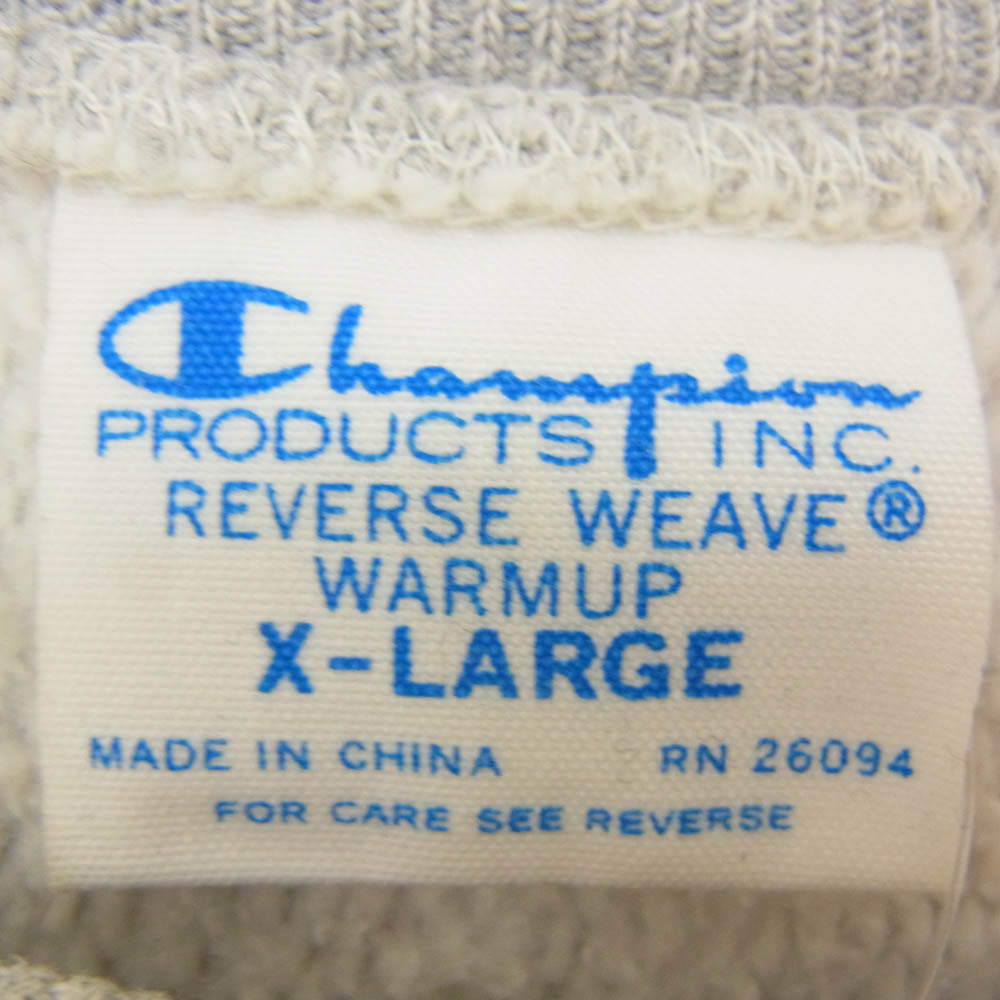 Champion
PRODUCTS INC.
REVERSE WEAVE®
WARMUP
X-LARGE
MADE IN CHINA RN 26094
FOR CARE SEE REVERSE